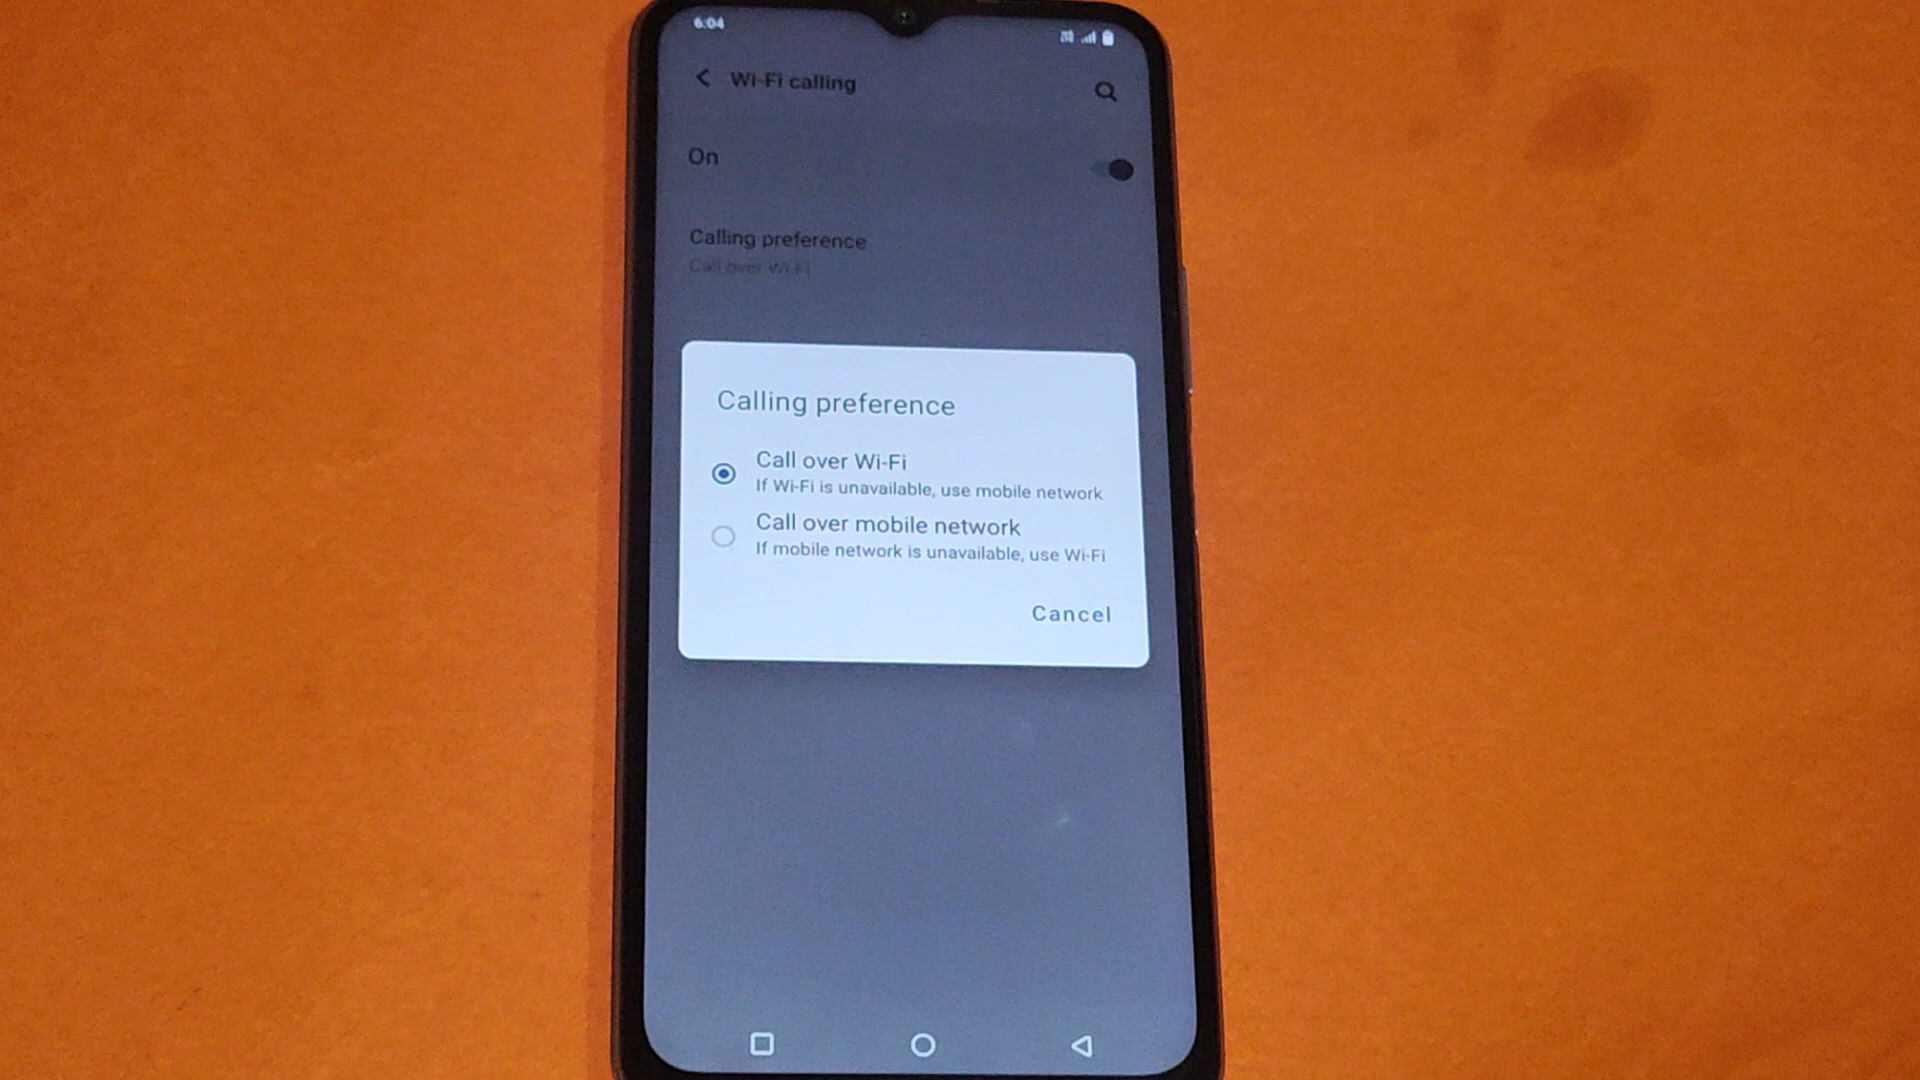 6:04
Wi-Fi calling
On
Calling preference
Call over Wi-Fi
Calling preference
Call over Wi-Fi
If Wi-Fi is unavailable, use mobile network
Call over mobile network
If mobile network is unavailable, use Wi-Fi
Cancel